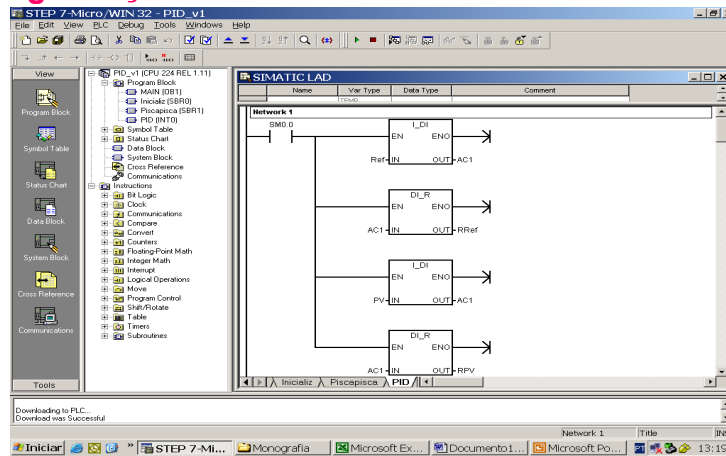 STEP 7-Micro/WIN 32 - PID_v1
File Edit View PLC Debug Tools Windows Help
View
Program Block
Symbol Table
Status Chart
Data Block
System Block
Cross Reference
Communications
Tools
PID_v1 (CPU 224 REL 1.11)
Program Block
MAIN (OB1)
Inicializ (SBR0)
Piscapisca (SBR1)
PID (INT0)
Symbol Table
Status Chart
Data Block
System Block
Cross Reference
Communications
Instructions
Bit Logic
Clock
Communications
Compare
Convert
Counters
Floating-Point Math
Integer Math
Interrupt
Logical Operations
Move
Program Control
Shift/Rotate
Table
Timers
Subroutines
SIMATIC LAD
Name Var Type Data Type Comment
TEMP
Network 1
SM0.0
I_DI
EN ENO
Ref IN OUT AC1
DI_R
EN ENO
AC1 IN OUT RRef
I_DI
EN ENO
PV IN OUT AC1
DI_R
EN ENO
AC1 IN OUT RPV
Inicializ Piscapisca PID
Downloading to PLC...
Download was Successful
Network 1 Title INS
Iniciar » STEP 7-Mi... Monografia Microsoft Ex... Documento1... Microsoft Po... 13:19